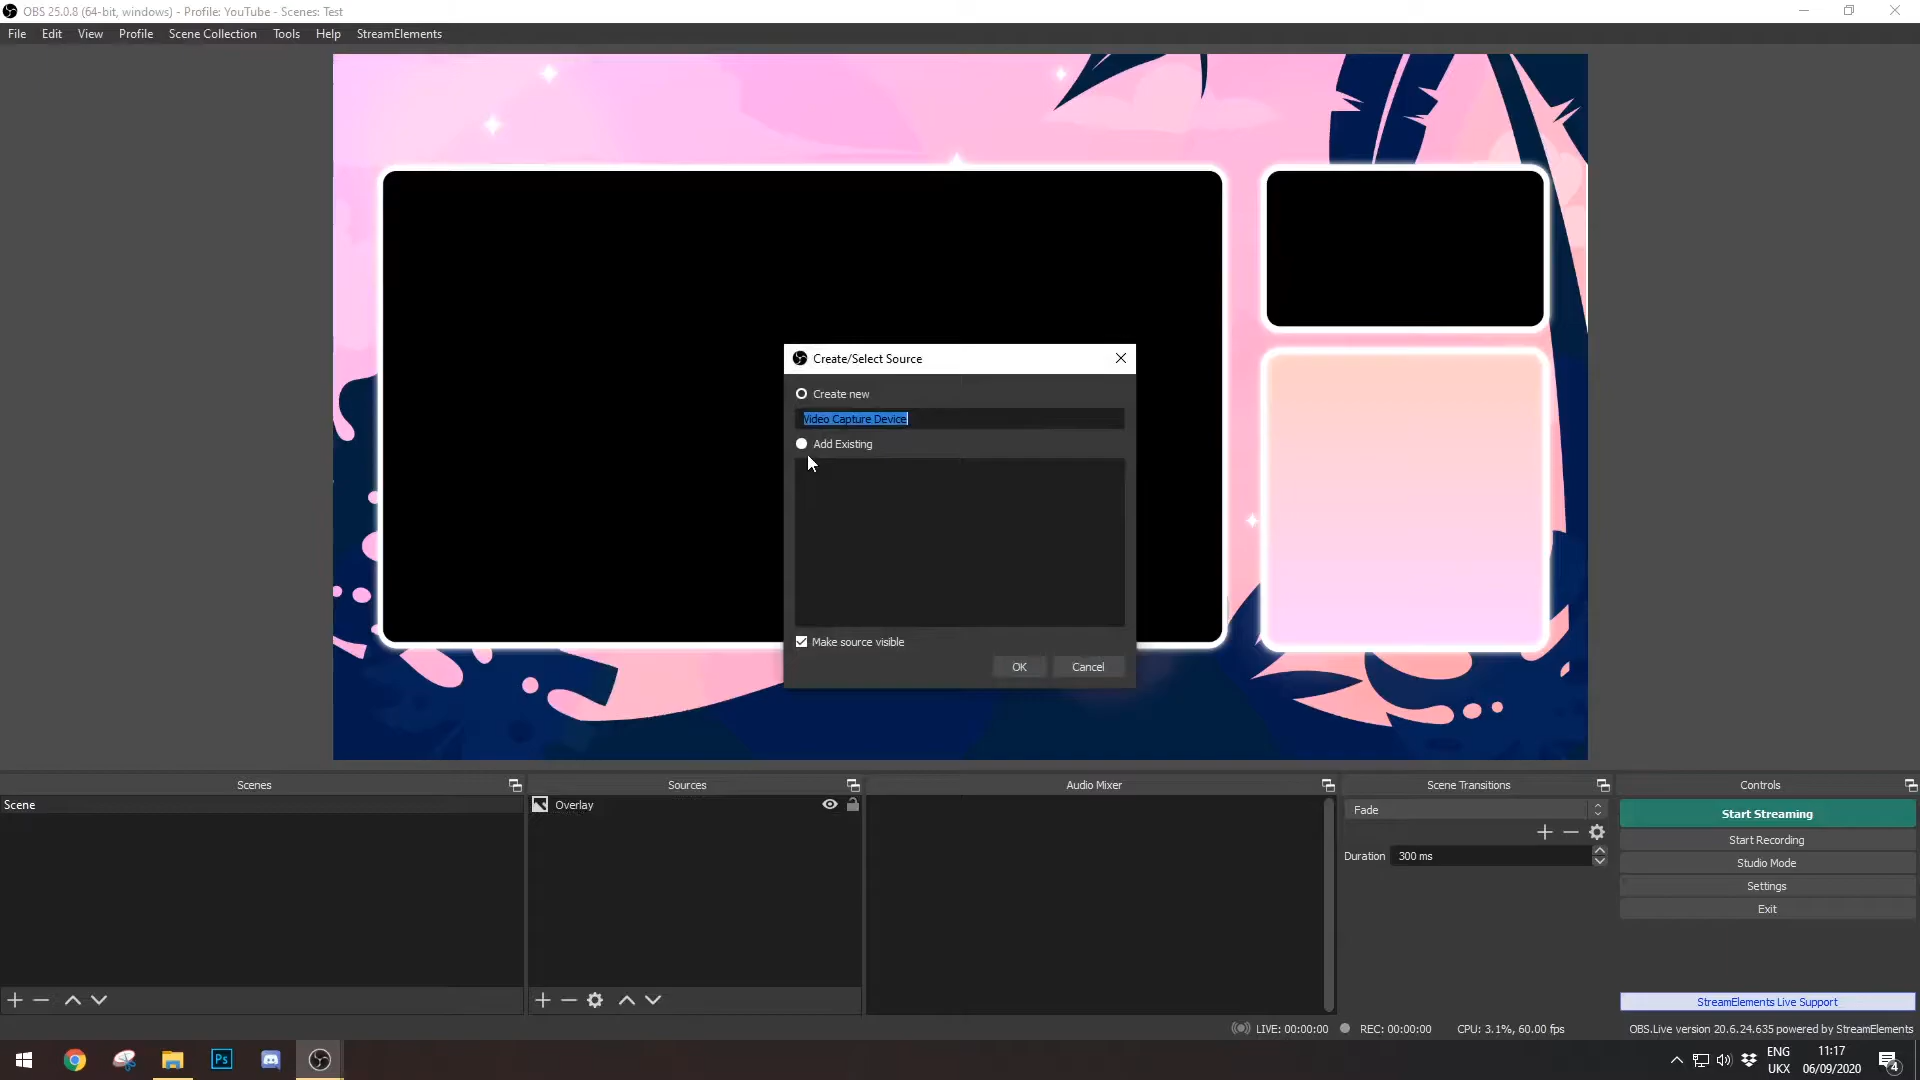 OBS 25.0.8 (64-bit, windows) - Profile: YouTube - Scenes: Test
File Edit View Profile Scene Collection Tools Help StreamElements
Create/Select Source
Create new
Video Capture Device
Add Existing
Make source visible
OK Cancel
Scenes Sources Audio Mixer Scene Transitions Controls
Scene
Overlay
Fade
Duration 300 ms
Start Streaming
Start Recording
Studio Mode
Settings
Exit
StreamElements Live Support
LIVE: 00:00:00 REC: 00:00:00 CPU: 3.1%, 60.00 fps OBS.Live version 20.6.24.635 powered by StreamElements
Ps
ENG
UKX
11:17
06/09/2020
4